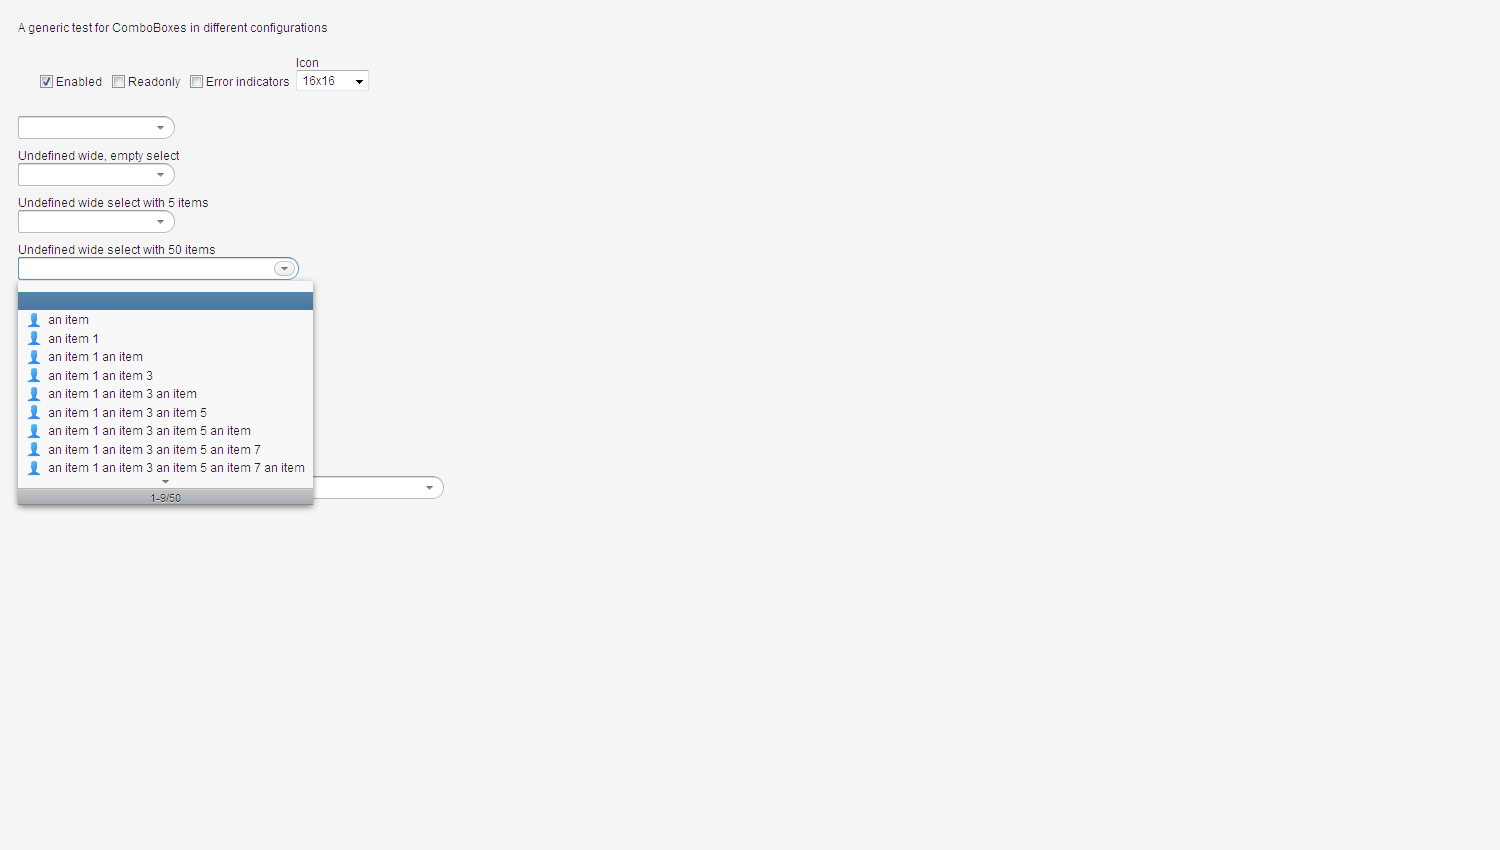 A generic test for ComboBoxes in different configurations
Icon
Enabled Readonly Error indicators 16x16
Undefined wide, empty select
Undefined wide select with 5 items
Undefined wide select with 50 items
an item
an item 1
an item 1 an item
an item 1 an item 3
an item 1 an item 3 an item
an item 1 an item 3 an item 5
an item 1 an item 3 an item 5 an item
an item 1 an item 3 an item 5 an item 7
an item 1 an item 3 an item 5 an item 7 an item
1-9/50